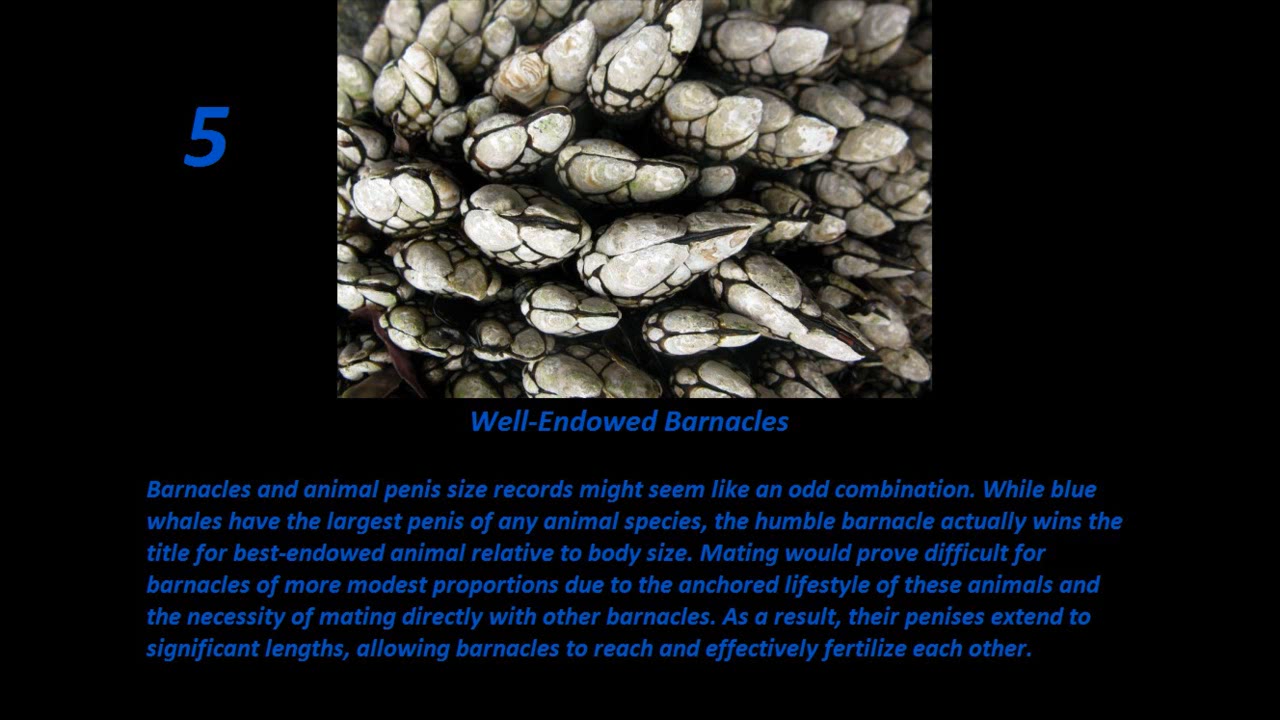 5
Well-Endowed Barnacles
Barnacles and animal penis size records might seem like an odd combination. While blue
whales have the largest penis of any animal species, the humble barnacle actually wins the
title for best-endowed animal relative to body size. Mating would prove difficult for
barnacles of more modest proportions due to the anchored lifestyle of these animals and
the necessity of mating directly with other barnacles. As a result, their penises extend to
significant lengths, allowing barnacles to reach and effectively fertilize each other.